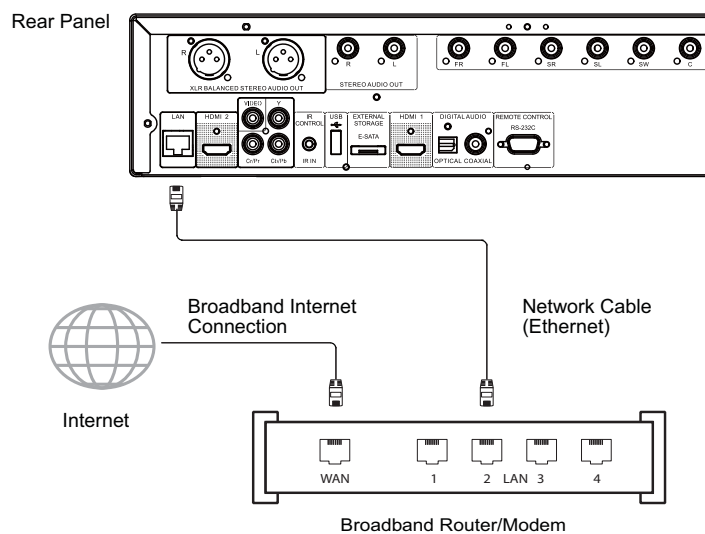 Rear Panel
R
L
XLR BALANCED STEREO AUDIO OUT
R
L
STEREO AUDIO OUT
FR
FL
SR
SL
SW
C
LAN
HDMI 2
VIDEO
Y
Cr/Pr
Cb/Pb
IR
CONTROL
IR IN
USB
EXTERNAL
STORAGE
E-SATA
HDMI 1
DIGITAL AUDIO
OPTICAL
COAXIAL
REMOTE CONTROL
RS-232C
Broadband Internet
Connection
Network Cable
(Ethernet)
Internet
WAN
1
2
LAN
3
4
Broadband Router/Modem